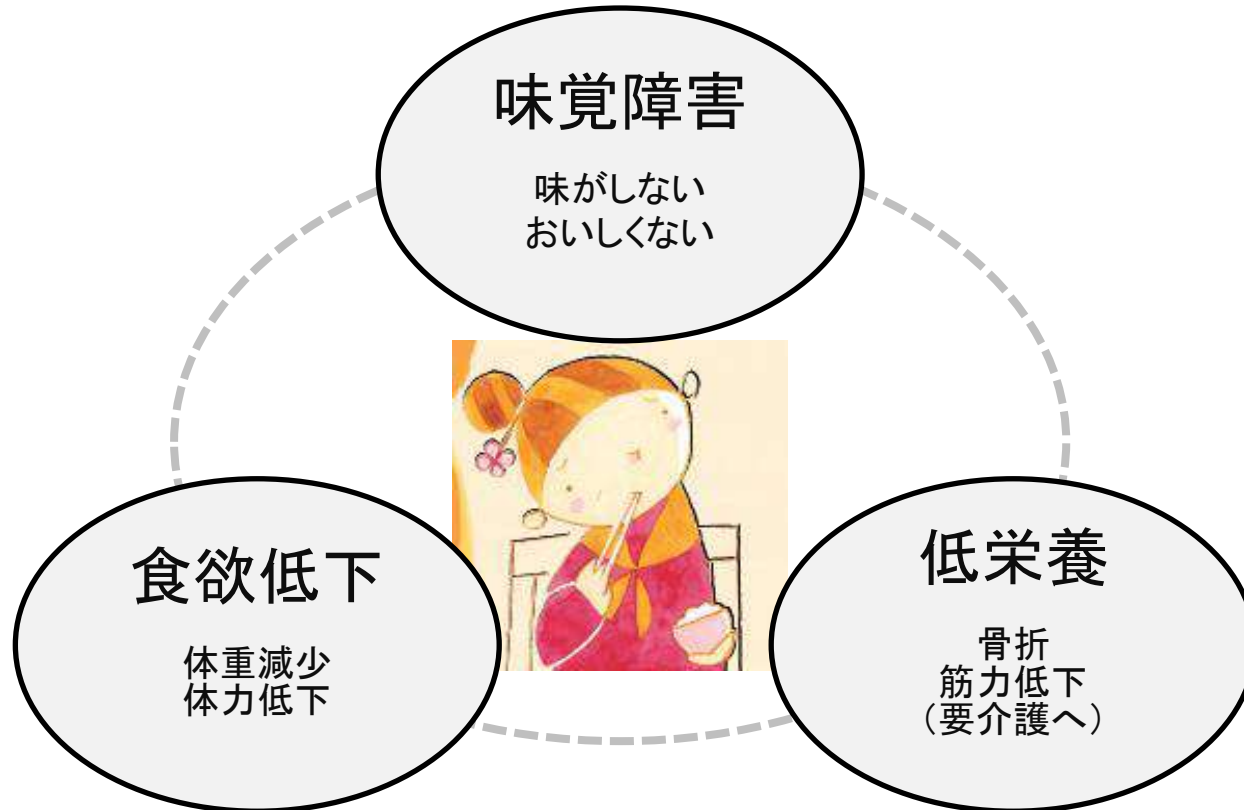 味覚障害
味がしない
おいしくない
食欲低下
体重減少
体力低下
低栄養
骨折
筋力低下
（要介護へ）